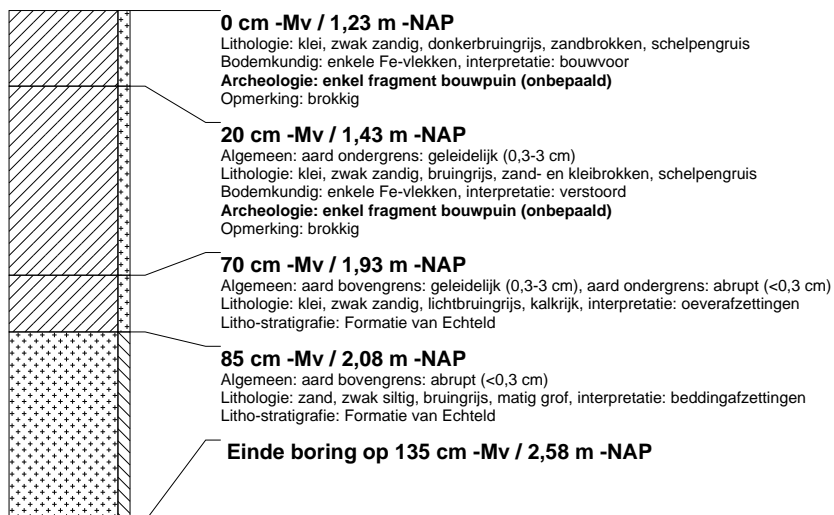 0 cm -Mv / 1,23 m -NAP
Lithologie: klei, zwak zandig, donkerbruingrijs, zandbrokken, schelpengruis
Bodemkundig: enkele Fe-vlekken, interpretatie: bouwvoor
Archeologie: enkel fragment bouwpuin (onbepaald)
Opmerking: brokkig
20 cm -Mv / 1,43 m -NAP
Algemeen: aard ondergrens: geleidelijk (0,3-3 cm)
Lithologie: klei, zwak zandig, bruingrijs, zand- en kleibrokken, schelpengruis
Bodemkundig: enkele Fe-vlekken, interpretatie: verstoord
Archeologie: enkel fragment bouwpuin (onbepaald)
Opmerking: brokkig
70 cm -Mv / 1,93 m -NAP
Algemeen: aard bovengrens: geleidelijk (0,3-3 cm), aard ondergrens: abrupt (<0,3 cm)
Lithologie: klei, zwak zandig, lichtbruingrijs, kalkrijk, interpretatie: oeverafzettingen
Litho-stratigrafie: Formatie van Echteld
85 cm -Mv / 2,08 m -NAP
Algemeen: aard bovengrens: abrupt (<0,3 cm)
Lithologie: zand, zwak siltig, bruingrijs, matig grof, interpretatie: beddingafzettingen
Litho-stratigrafie: Formatie van Echteld
Einde boring op 135 cm -Mv / 2,58 m -NAP